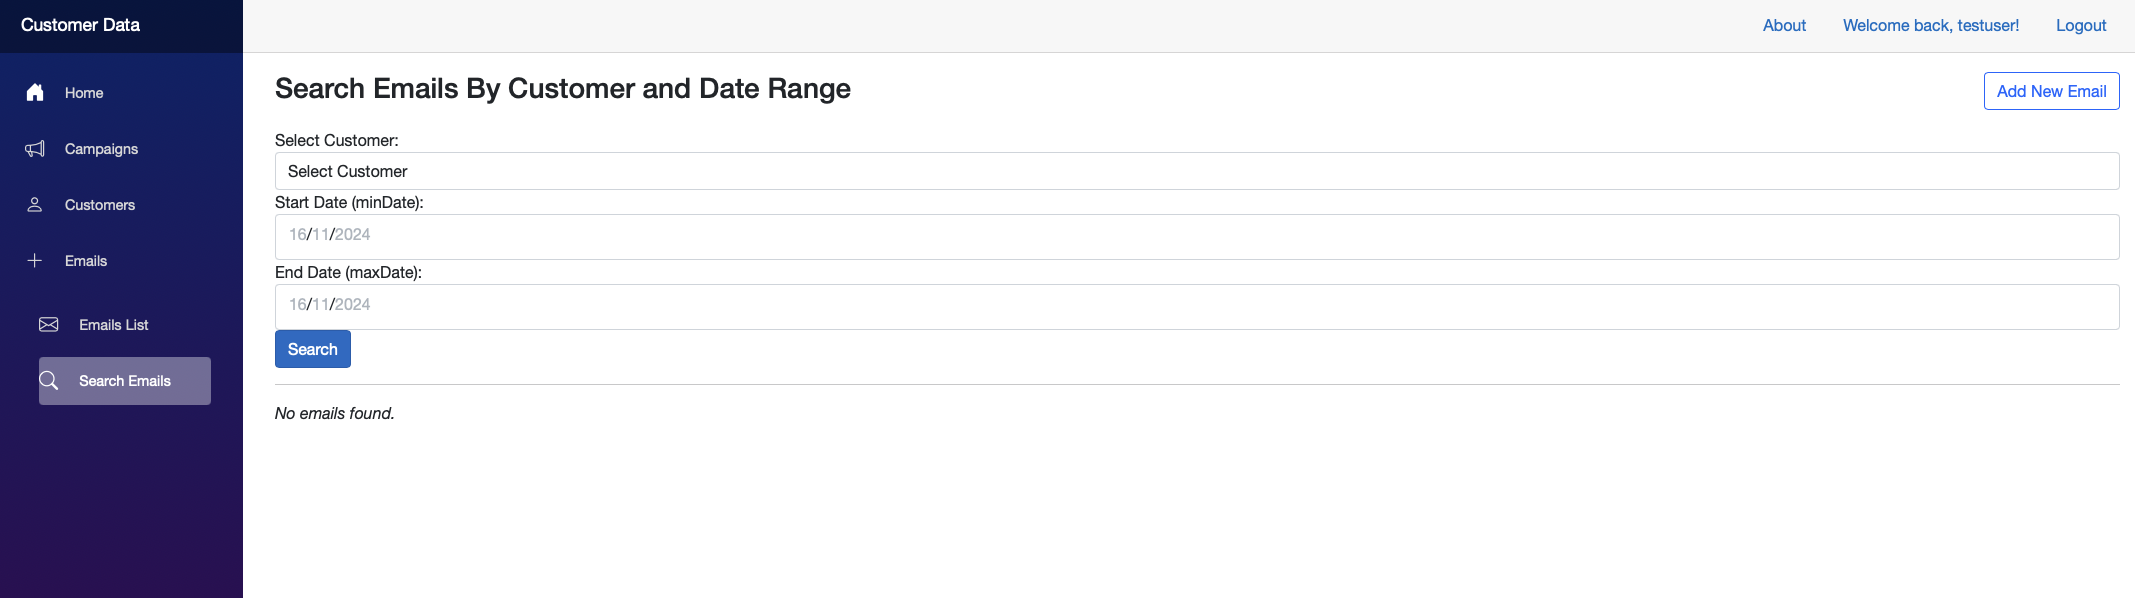 Customer Data
About Welcome back, testuser! Logout
Home
Campaigns
Customers
Emails
Emails List
Search Emails
Search Emails By Customer and Date Range
Add New Email
Select Customer:
Select Customer
Start Date (minDate):
16/11/2024
End Date (maxDate):
16/11/2024
Search
No emails found.